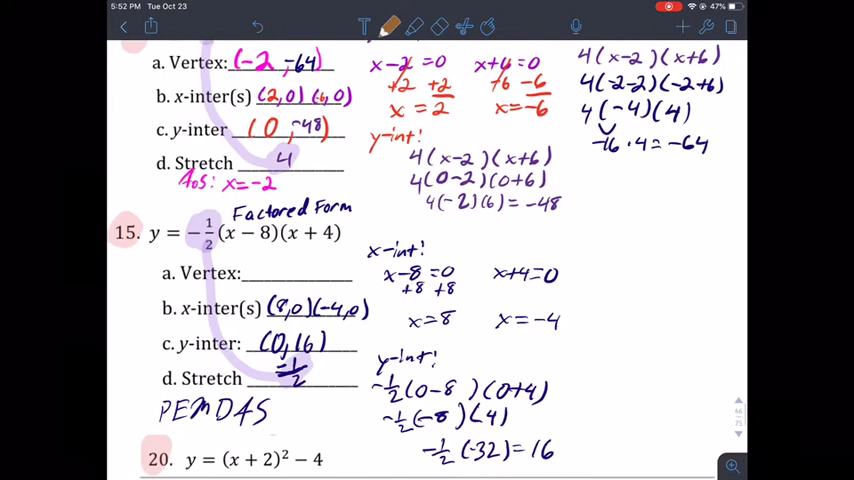 5:52 PM Tue Oct 23
47%
a. Vertex: (-2, -64)
b. x-inter(s) (2,0) (-6,0)
c. y-inter (0, -48)
d. Stretch 4
AoS: x=-2
x-2=0 x+6=0
+2 +2 -6 -6
x=2 x=-6
y-int!
4(x-2)(x+6)
4(0-2)(0+6)
4(-2)(6)=-48
4(x-2)(x+6)
4(-2-2)(-2+6)
4(-4)(4)
-16·4=-64
Factored Form
15. y = -1/2(x − 8)(x + 4)
a. Vertex:
b. x-inter(s) (8,0)(-4,0)
c. y-inter: (0,16)
d. Stretch -1/2
PEMDAS
x-int!
x-8=0 x+4=0
+8 +8
x=8 x=-4
y-int!
-1/2(0-8)(0+4)
-1/2(-8)(4)
-1/2(-32)=16
20. y = (x + 2)² − 4
66
75